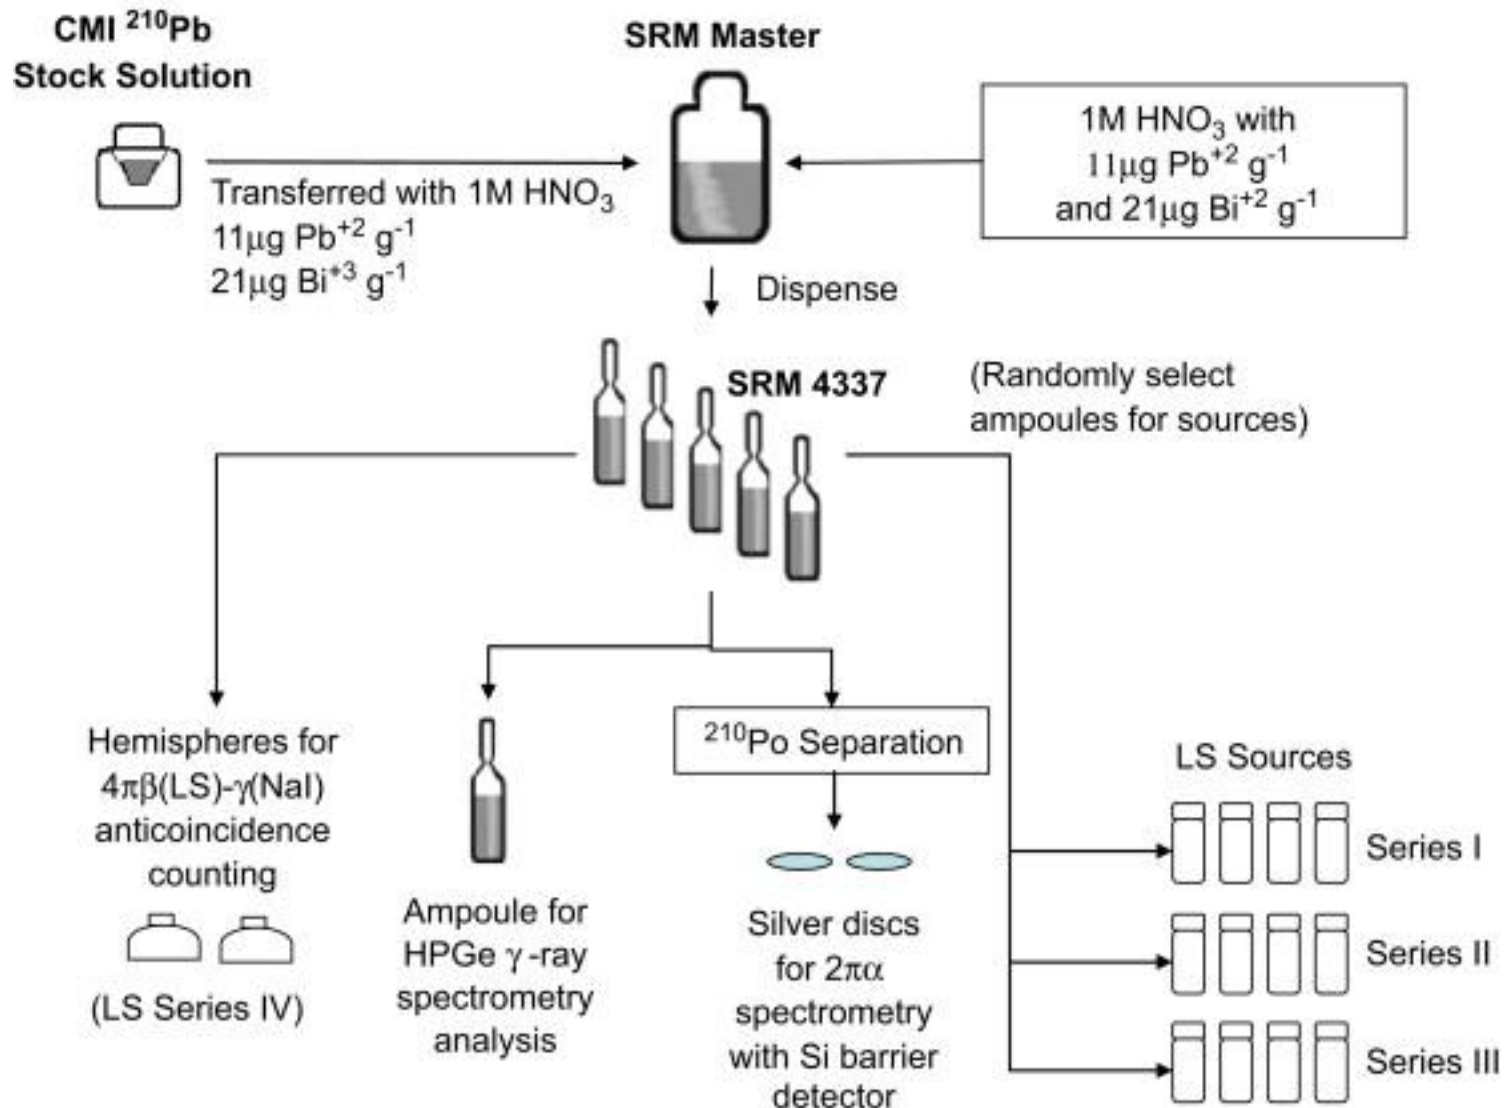 CMI ²¹⁰Pb
Stock Solution
SRM Master
1M HNO₃ with
11μg Pb⁺² g⁻¹
and 21μg Bi⁺² g⁻¹
Transferred with 1M HNO₃
11μg Pb⁺² g⁻¹
21μg Bi⁺³ g⁻¹
Dispense
SRM 4337
(Randomly select
ampoules for sources)
Hemispheres for
4πβ(LS)-γ(NaI)
anticoincidence
counting
(LS Series IV)
Ampoule for
HPGe γ -ray
spectrometry
analysis
²¹⁰Po Separation
Silver discs
for 2πα
spectrometry
with Si barrier
detector
LS Sources
Series I
Series II
Series III